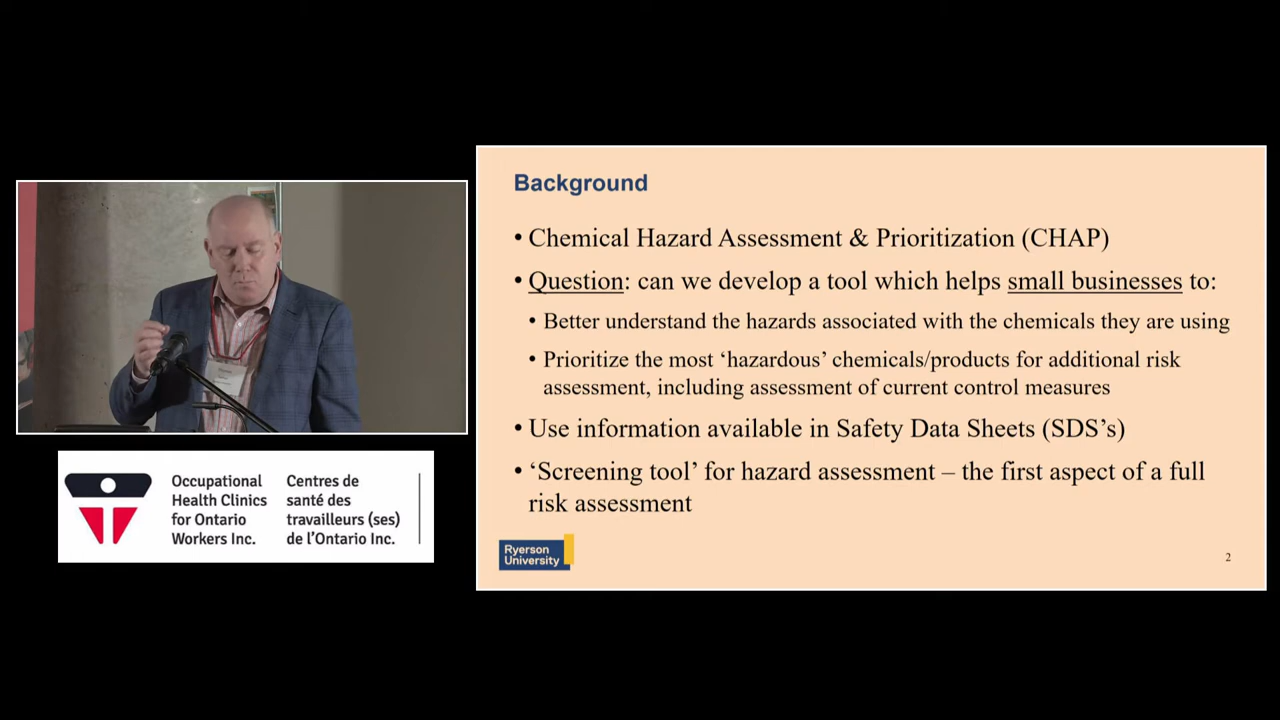 Background
• Chemical Hazard Assessment & Prioritization (CHAP)
• Question: can we develop a tool which helps small businesses to:
• Better understand the hazards associated with the chemicals they are using
• Prioritize the most ‘hazardous’ chemicals/products for additional risk
assessment, including assessment of current control measures
• Use information available in Safety Data Sheets (SDS’s)
• ‘Screening tool’ for hazard assessment – the first aspect of a full
risk assessment
Ryerson
University
2
Occupational
Health Clinics
for Ontario
Workers Inc.
Centres de
santé des
travailleurs (ses)
de l’Ontario Inc.